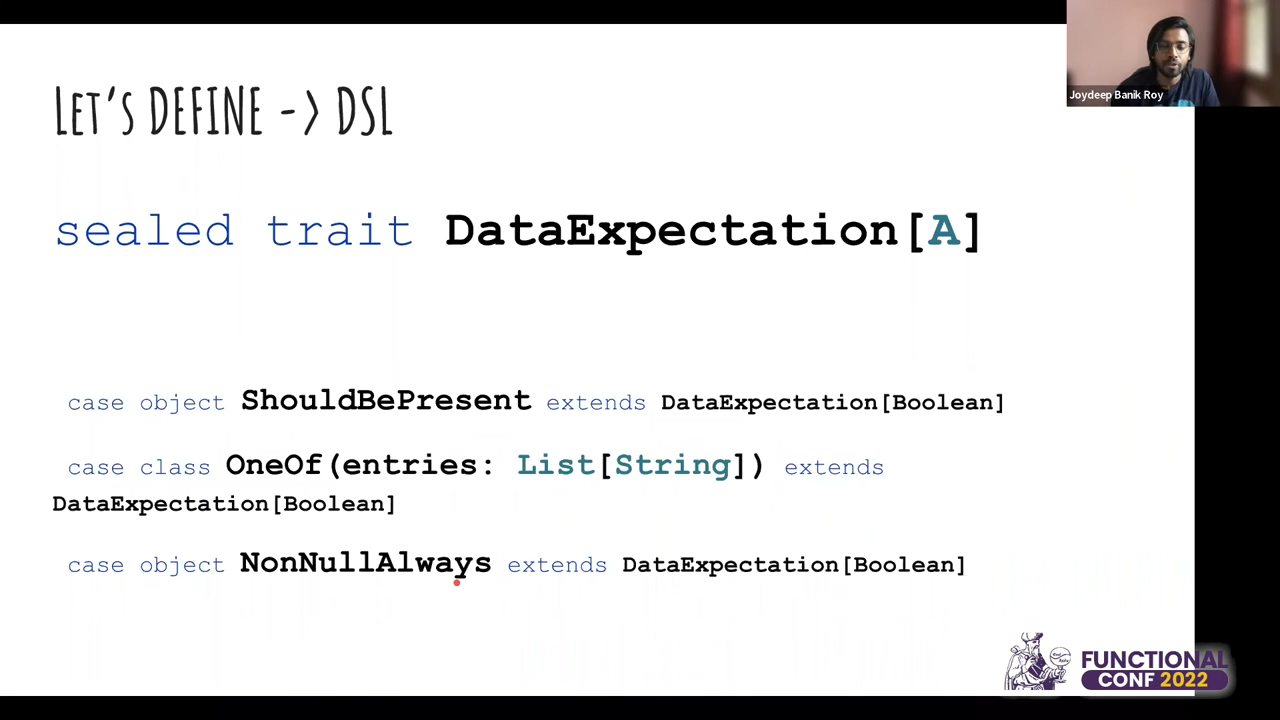 Joydeep Banik Roy
LET'S DEFINE -> DSL
sealed trait DataExpectation[A]
case object ShouldBePresent extends DataExpectation[Boolean]
case class OneOf(entries: List[String]) extends
DataExpectation[Boolean]
case object NonNullAlways extends DataExpectation[Boolean]
FUNCTIONAL
CONF 2022